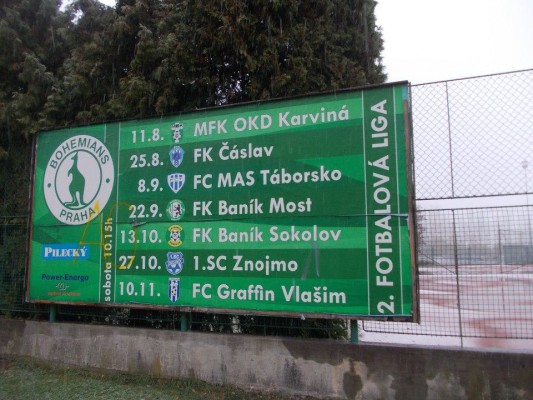 BOHEMIANS
PRAHA
PILECKÝ
Power-Energo
sobota 10.15h
11.8. MFK OKD Karviná
25.8. FK Čáslav
8.9. FC MAS Táborsko
22.9. FK Baník Most
13.10. FK Baník Sokolov
27.10. 1.SC Znojmo
10.11. FC Graffin Vlašim
2. FOTBALOVÁ LIGA